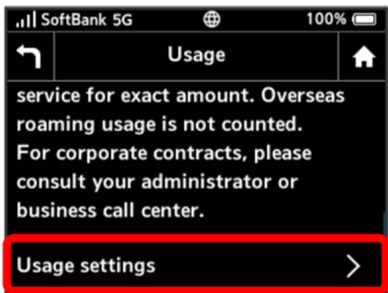 SoftBank 5G 100%
Usage
service for exact amount. Overseas
roaming usage is not counted.
For corporate contracts, please
consult your administrator or
business call center.
Usage settings